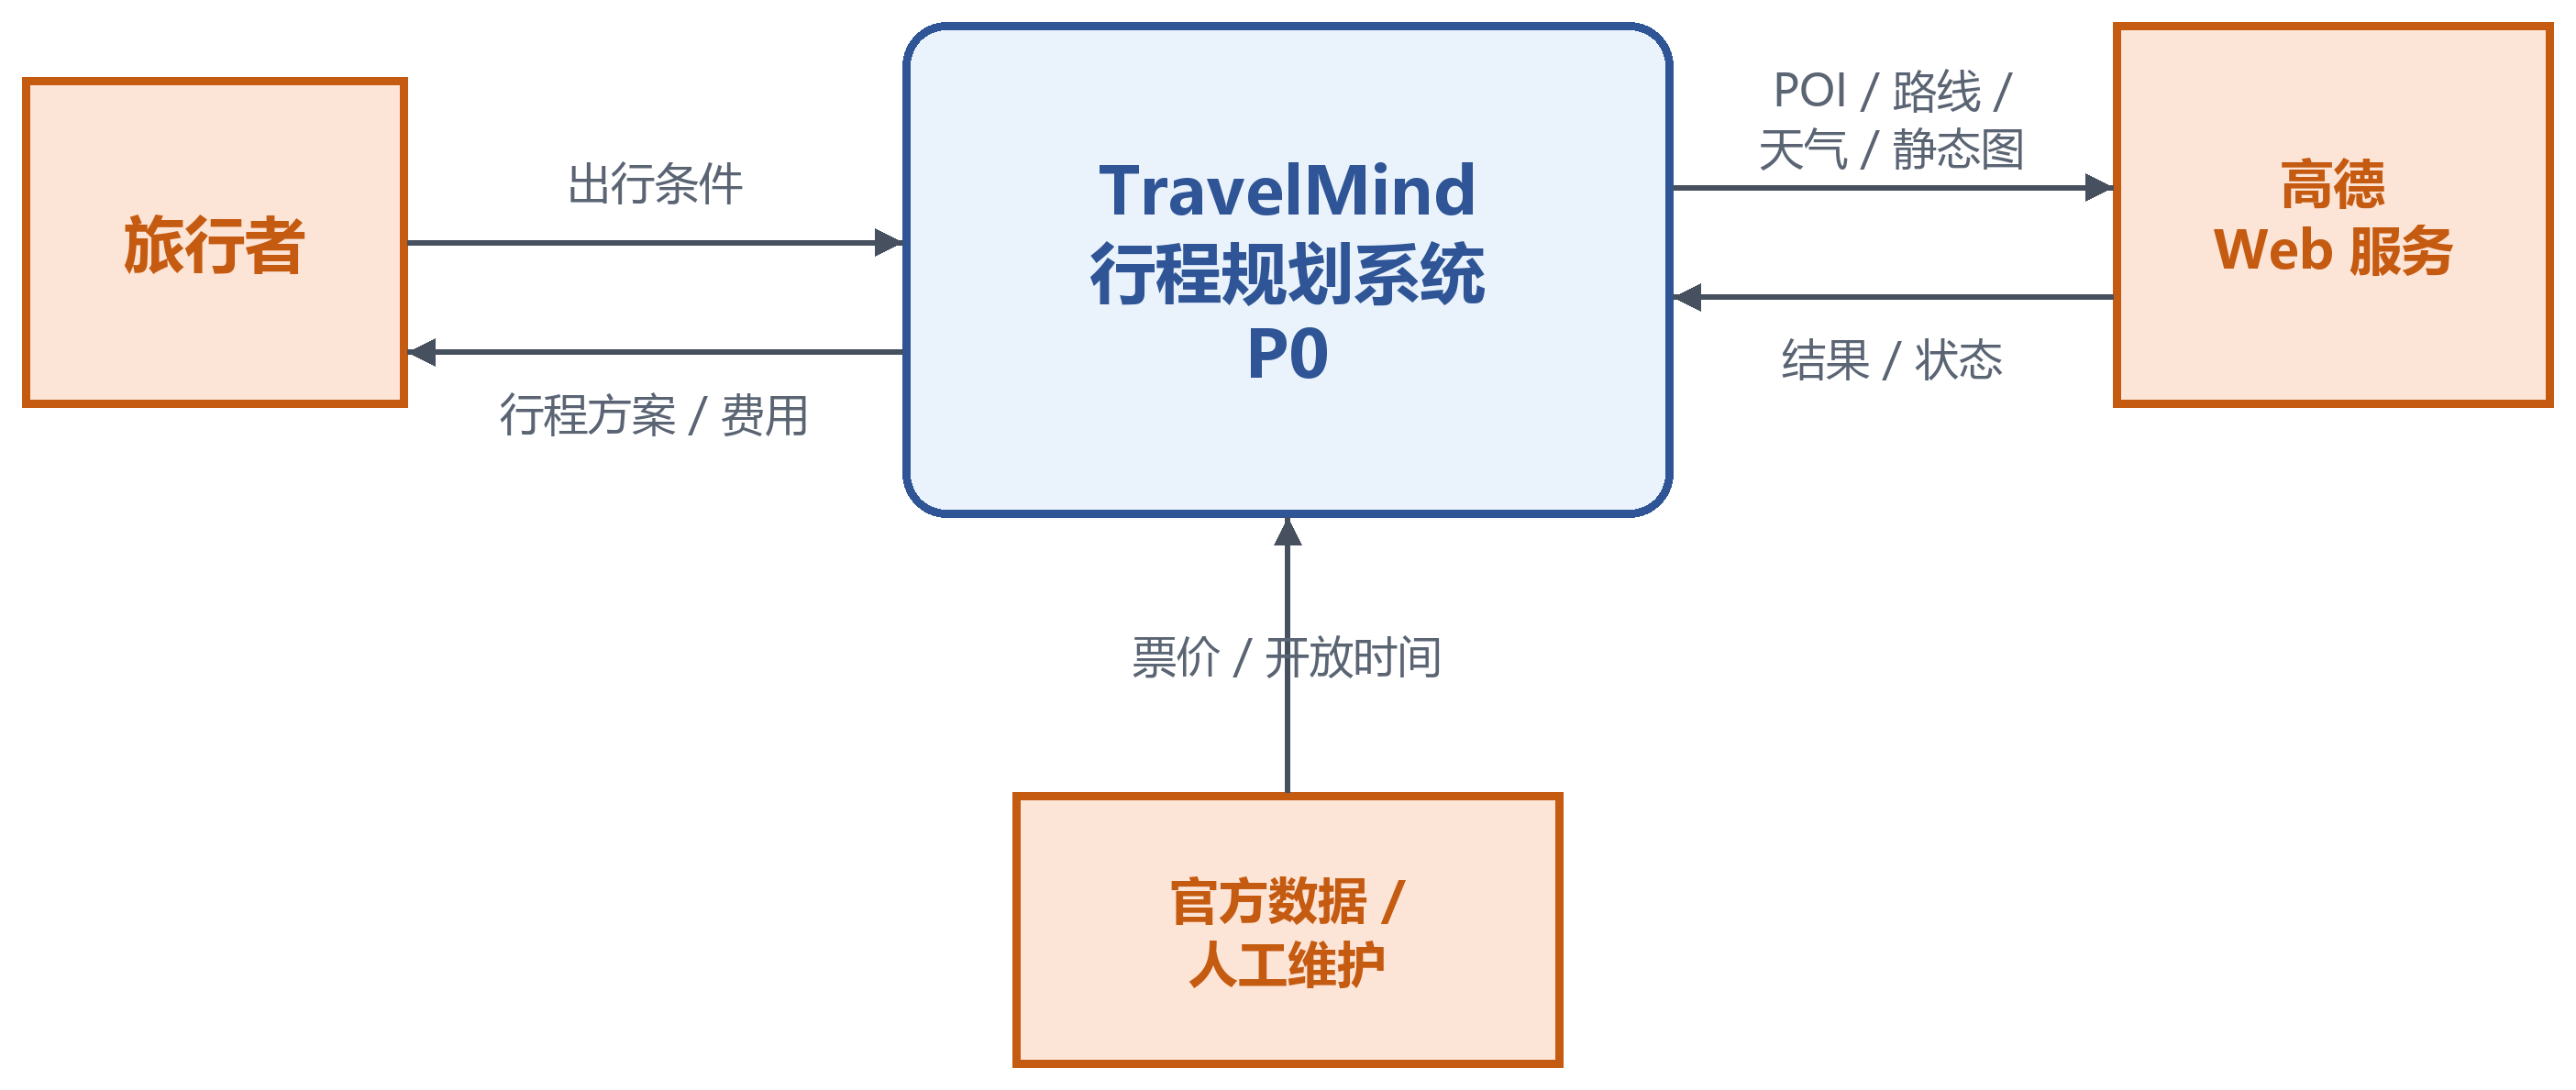 旅行者
出行条件
行程方案 / 费用
TravelMind
行程规划系统
P0
POI / 路线 /
天气 / 静态图
结果 / 状态
高德
Web 服务
票价 / 开放时间
官方数据 /
人工维护